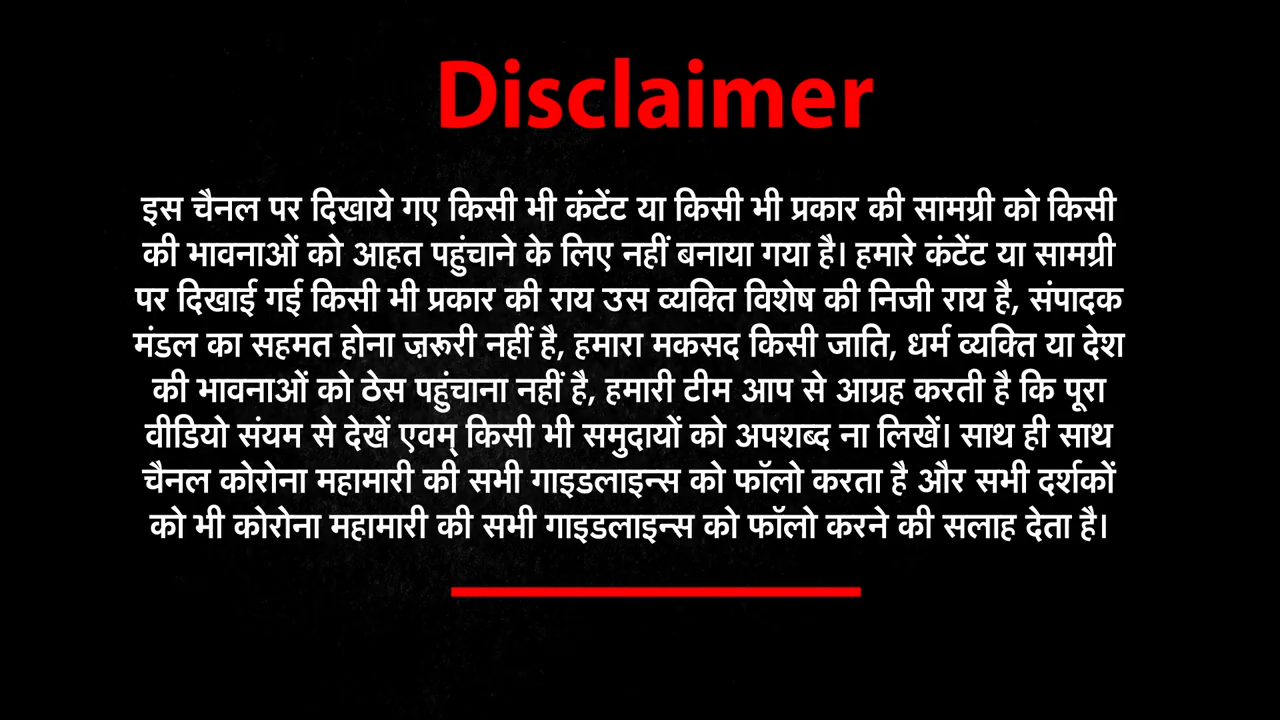 Disclaimer
इस चैनल पर दिखाये गए किसी भी कंटेंट या किसी भी प्रकार की सामग्री को किसी
की भावनाओं को आहत पहुंचाने के लिए नहीं बनाया गया है। हमारे कंटेंट या सामग्री
पर दिखाई गई किसी भी प्रकार की राय उस व्यक्ति विशेष की निजी राय है, संपादक
मंडल का सहमत होना ज़रूरी नहीं है, हमारा मकसद किसी जाति, धर्म व्यक्ति या देश
की भावनाओं को ठेस पहुंचाना नहीं है, हमारी टीम आप से आग्रह करती है कि पूरा
वीडियो संयम से देखें एवम् किसी भी समुदायों को अपशब्द ना लिखें। साथ ही साथ
चैनल कोरोना महामारी की सभी गाइडलाइन्स को फॉलो करता है और सभी दर्शकों
को भी कोरोना महामारी की सभी गाइडलाइन्स को फॉलो करने की सलाह देता है।